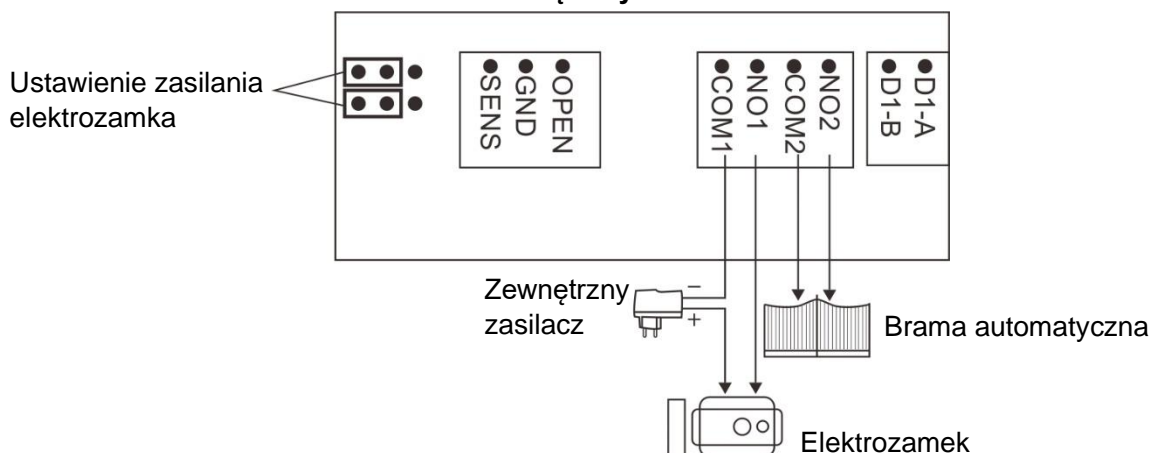 Ustawienie zasilania
elektrozamka
SENS
GND
OPEN
COM1
NO1
COM2
NO2
D1-B
D1-A
Zewnętrzny
zasilacz
–
+
Brama automatyczna
Elektrozamek